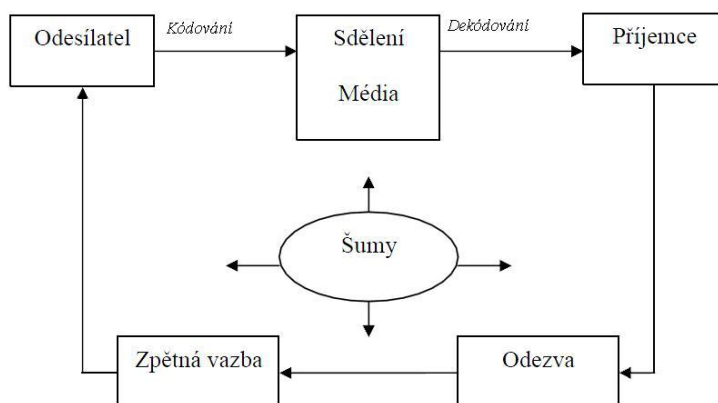 Odesílatel
Kódování
Sdělení
Média
Dekódování
Příjemce
Šumy
Zpětná vazba
Odezva